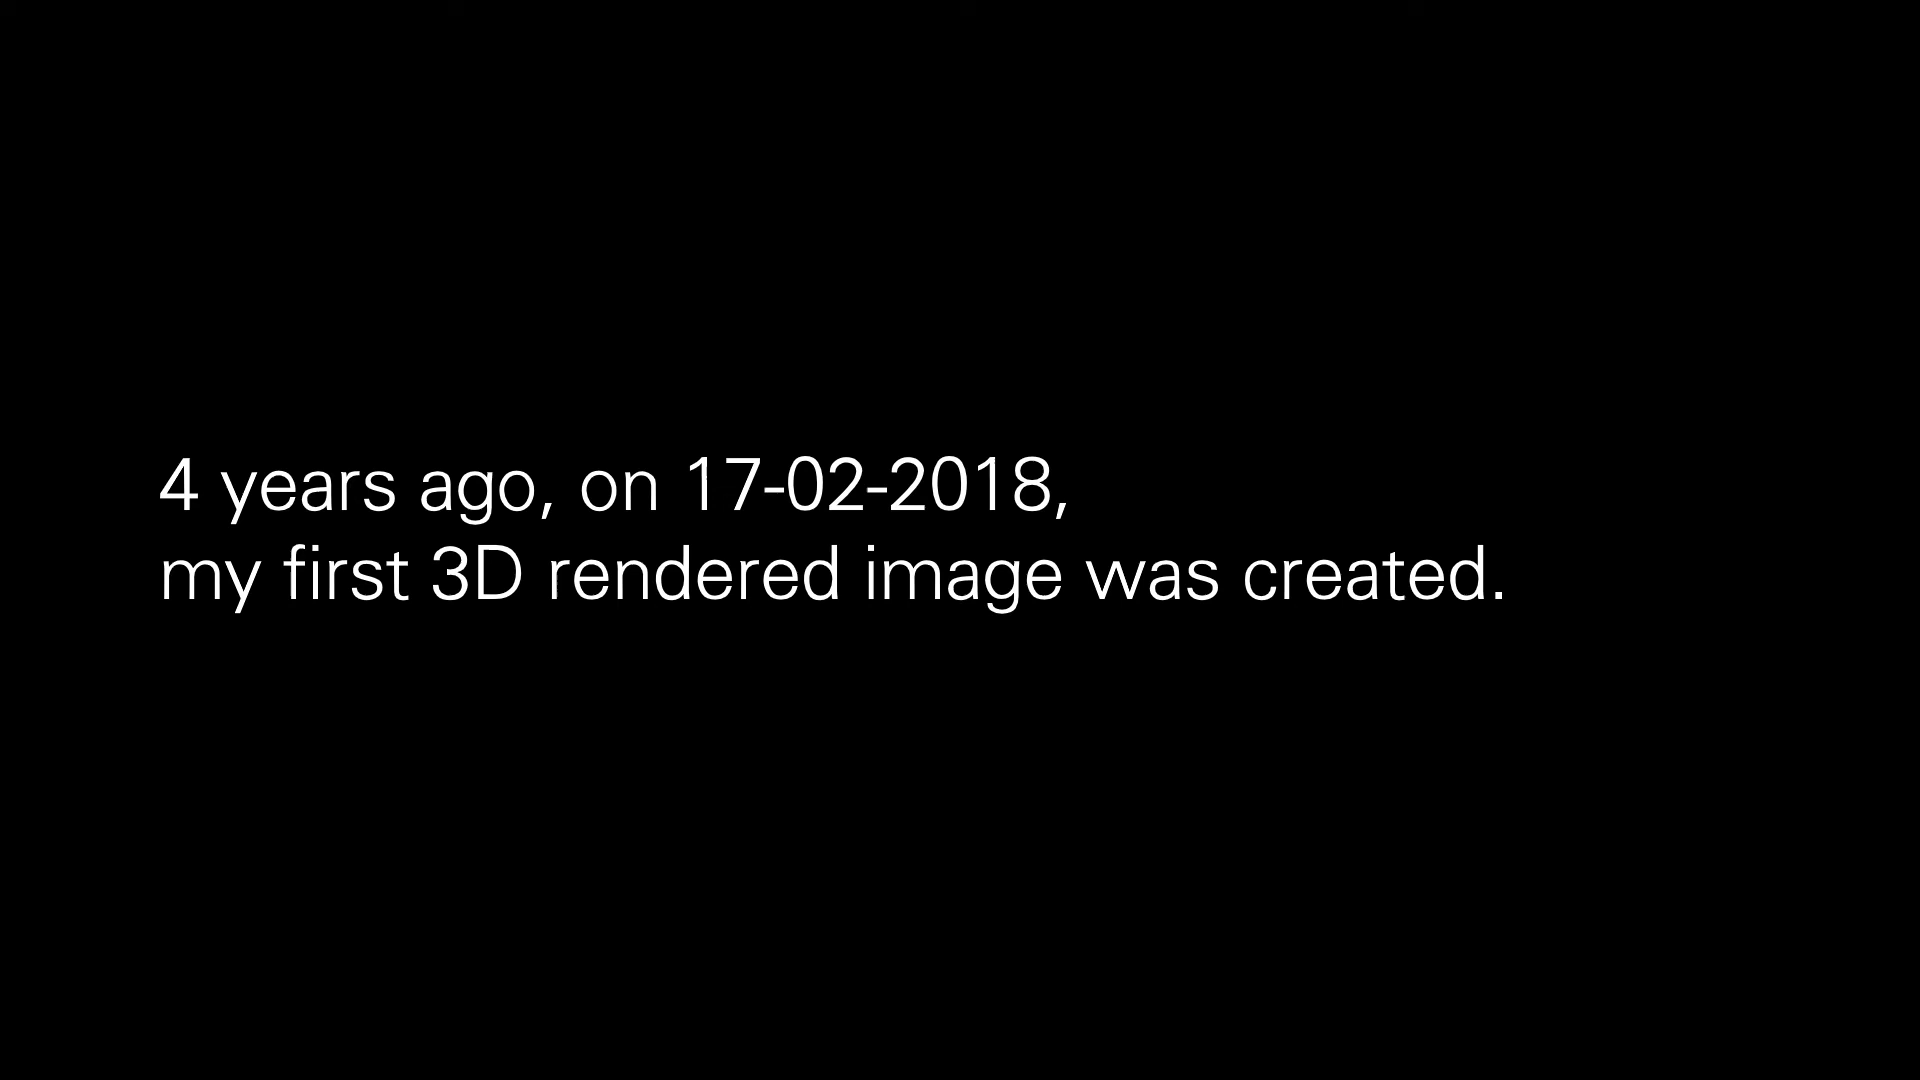 4 years ago, on 17-02-2018,
my first 3D rendered image was created.